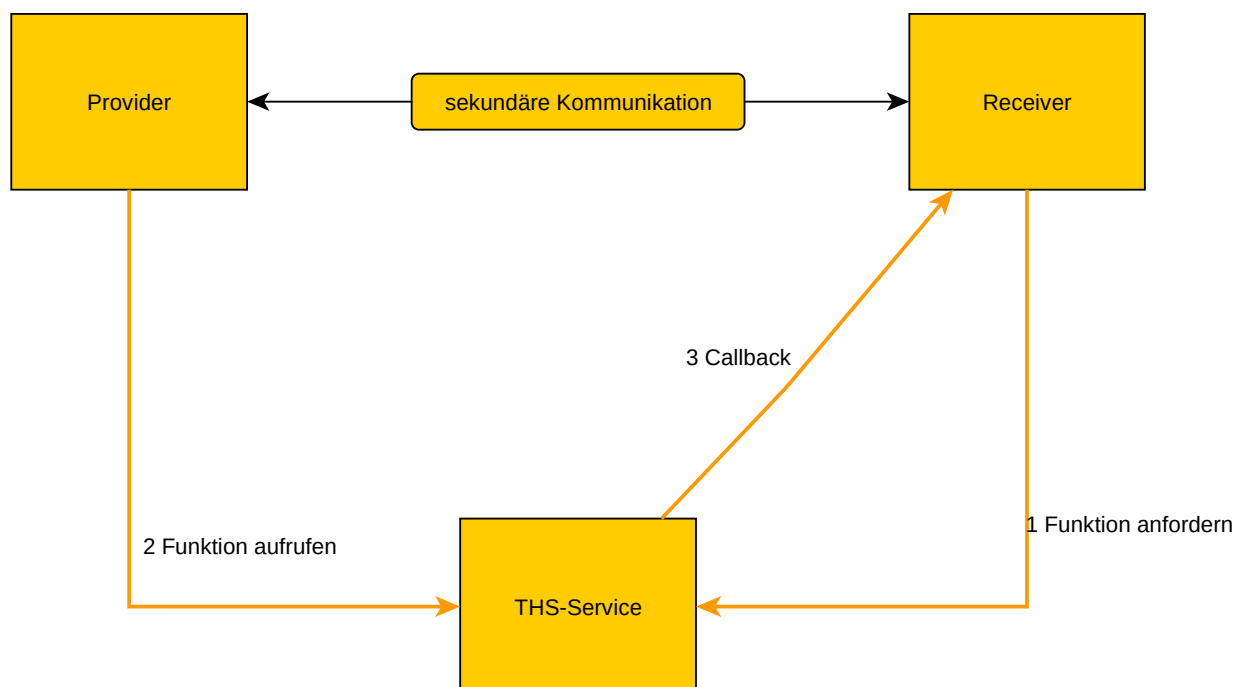 Provider
sekundäre Kommunikation
Receiver
3 Callback
1 Funktion anfordern
2 Funktion aufrufen
THS-Service